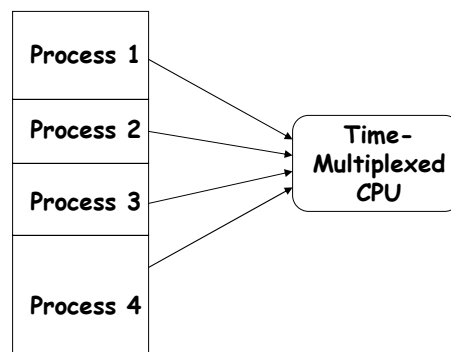 Process 1
Process 2
Process 3
Process 4
Time-
Multiplexed
CPU